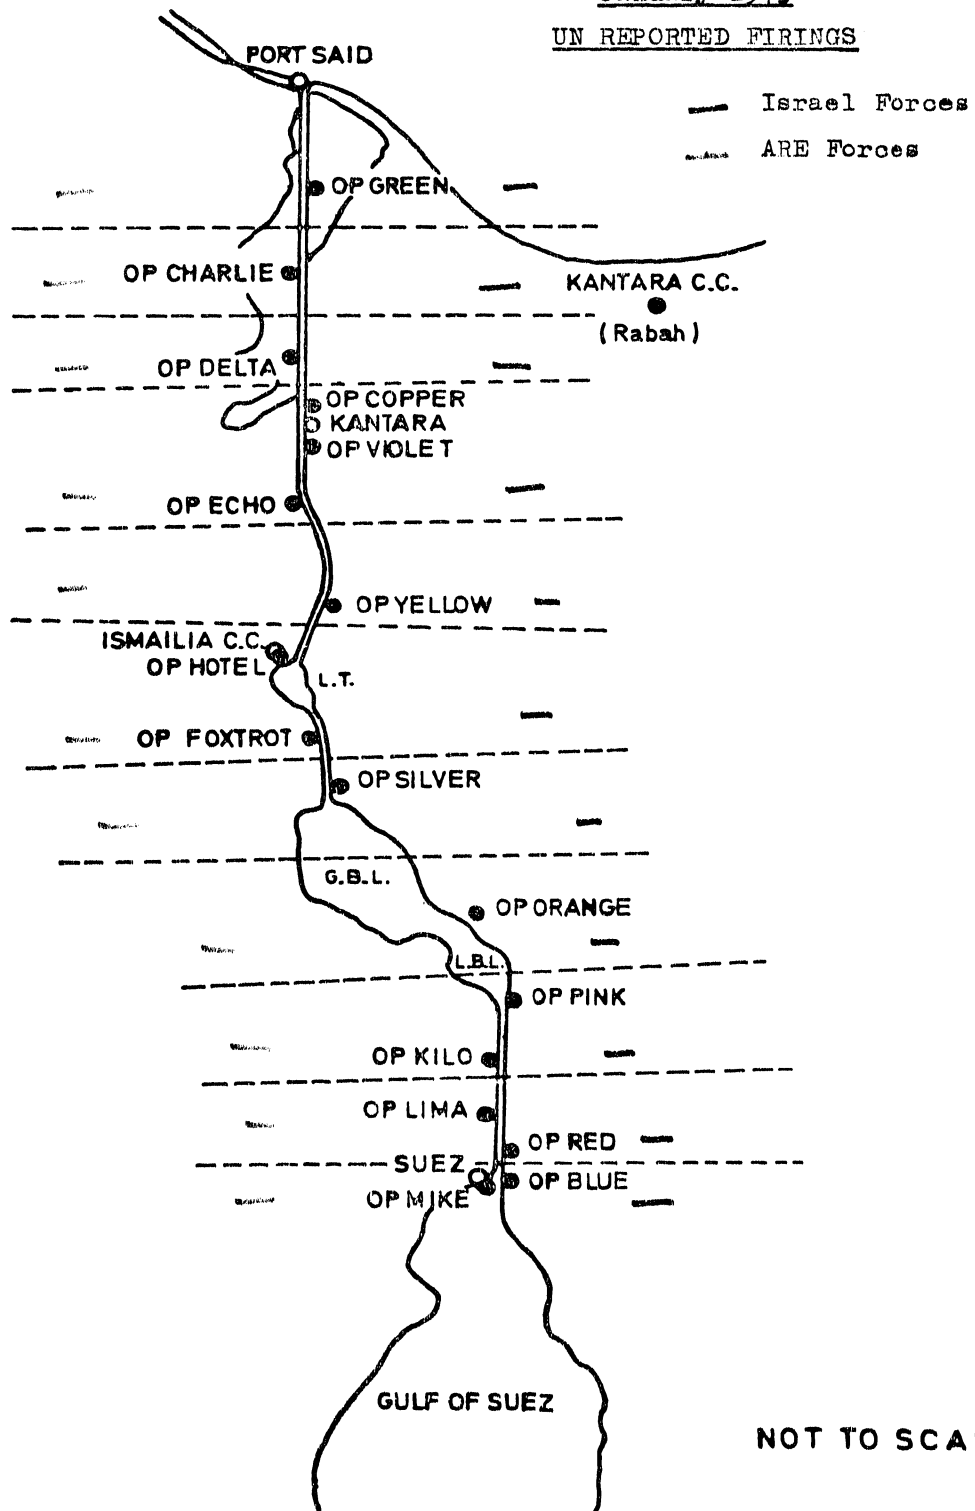 UN REPORTED FIRINGS
Israel Forces
ARE Forces
PORT SAID
OP GREEN
OP CHARLIE
KANTARA C.C.
(Rabah)
OP DELTA
OP COPPER
KANTARA
OP VIOLET
OP ECHO
OP YELLOW
ISMAILIA C.C.
OP HOTEL
L.T.
OP FOXTROT
OP SILVER
G.B.L.
OP ORANGE
L.B.L.
OP PINK
OP KILO
OP LIMA
OP RED
SUEZ
OP BLUE
OP MIKE
GULF OF SUEZ
NOT TO SCA